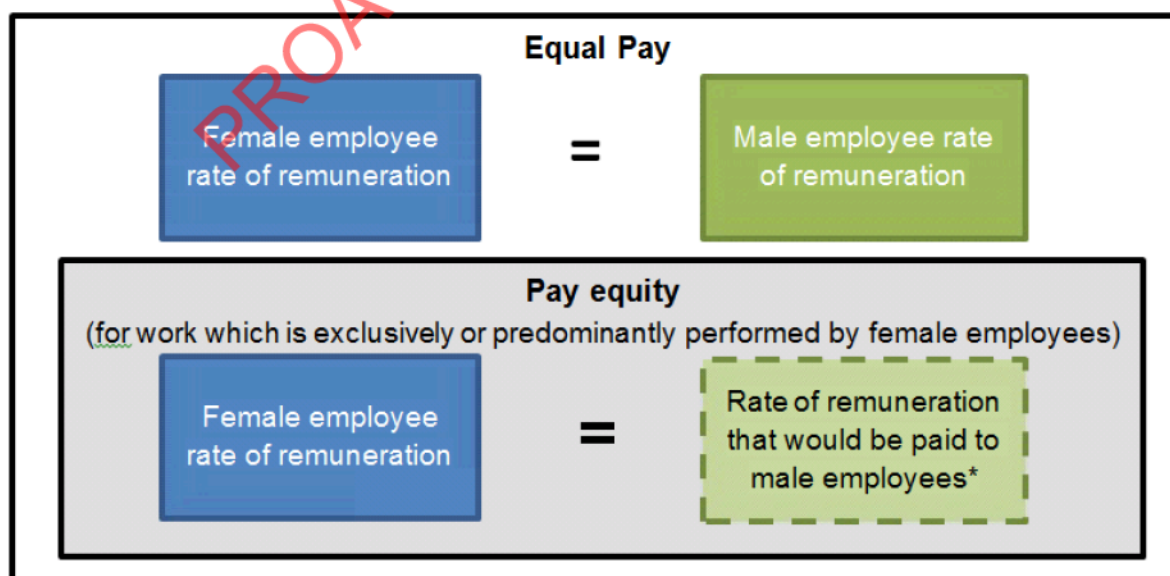 Equal Pay
Female employee
rate of remuneration
=
Male employee rate
of remuneration
Pay equity
(for work which is exclusively or predominantly performed by female employees)
Female employee
rate of remuneration
=
Rate of remuneration
that would be paid to
male employees*
PROA